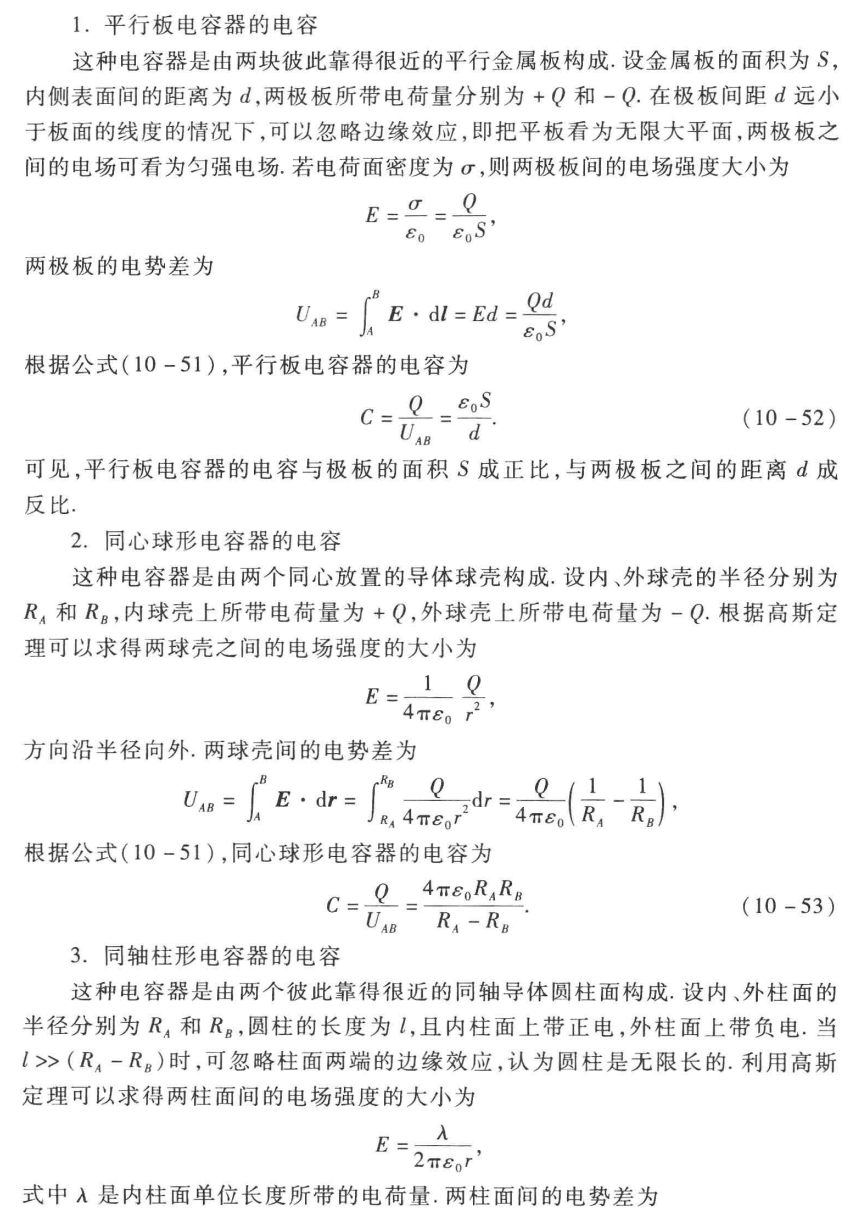 1. 平行板电容器的电容
这种电容器是由两块彼此靠得很近的平行金属板构成. 设金属板的面积为 S,
内侧表面间的距离为 d,两极板所带电荷量分别为 + Q 和 − Q. 在极板间距 d 远小
于板面的线度的情况下,可以忽略边缘效应,即把平板看为无限大平面,两极板之
间的电场可看为匀强电场. 若电荷面密度为 σ,则两极板间的电场强度大小为
$E = \frac{\sigma}{\varepsilon_0} = \frac{Q}{\varepsilon_0 S},$
两极板的电势差为
$U_{AB} = \int_A^B \boldsymbol{E} \cdot \mathrm{d}\boldsymbol{l} = Ed = \frac{Qd}{\varepsilon_0 S},$
根据公式(10 − 51),平行板电容器的电容为
$C = \frac{Q}{U_{AB}} = \frac{\varepsilon_0 S}{d}.$ (10 − 52)
可见,平行板电容器的电容与极板的面积 S 成正比,与两极板之间的距离 d 成
反比.
2. 同心球形电容器的电容
这种电容器是由两个同心放置的导体球壳构成. 设内、外球壳的半径分别为
$R_A$ 和 $R_B$,内球壳上所带电荷量为 + Q,外球壳上所带电荷量为 − Q. 根据高斯定
理可以求得两球壳之间的电场强度的大小为
$E = \frac{1}{4\pi\varepsilon_0} \frac{Q}{r^2},$
方向沿半径向外. 两球壳间的电势差为
$U_{AB} = \int_A^B \boldsymbol{E} \cdot \mathrm{d}\boldsymbol{r} = \int_{R_A}^{R_B} \frac{Q}{4\pi\varepsilon_0 r^2} \mathrm{d}r = \frac{Q}{4\pi\varepsilon_0} \left( \frac{1}{R_A} - \frac{1}{R_B} \right),$
根据公式(10 − 51),同心球形电容器的电容为
$C = \frac{Q}{U_{AB}} = \frac{4\pi\varepsilon_0 R_A R_B}{R_A - R_B}.$ (10 − 53)
3. 同轴柱形电容器的电容
这种电容器是由两个彼此靠得很近的同轴导体圆柱面构成. 设内、外柱面的
半径分别为 $R_A$ 和 $R_B$,圆柱的长度为 l,且内柱面上带正电,外柱面上带负电. 当
$l \gg (R_A - R_B)$时,可忽略柱面两端的边缘效应,认为圆柱是无限长的. 利用高斯
定理可以求得两柱面间的电场强度的大小为
$E = \frac{\lambda}{2\pi\varepsilon_0 r},$
式中 λ 是内柱面单位长度所带的电荷量. 两柱面间的电势差为